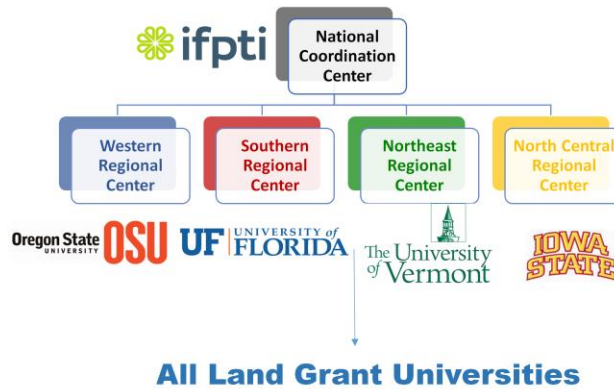 ifpti
National
Coordination
Center
Western
Regional
Center
Southern
Regional
Center
Northeast
Regional
Center
North Central
Regional
Center
Oregon State
UNIVERSITY
OSU
UF
UNIVERSITY of
FLORIDA
The University
of Vermont
IOWA
STATE
All Land Grant Universities